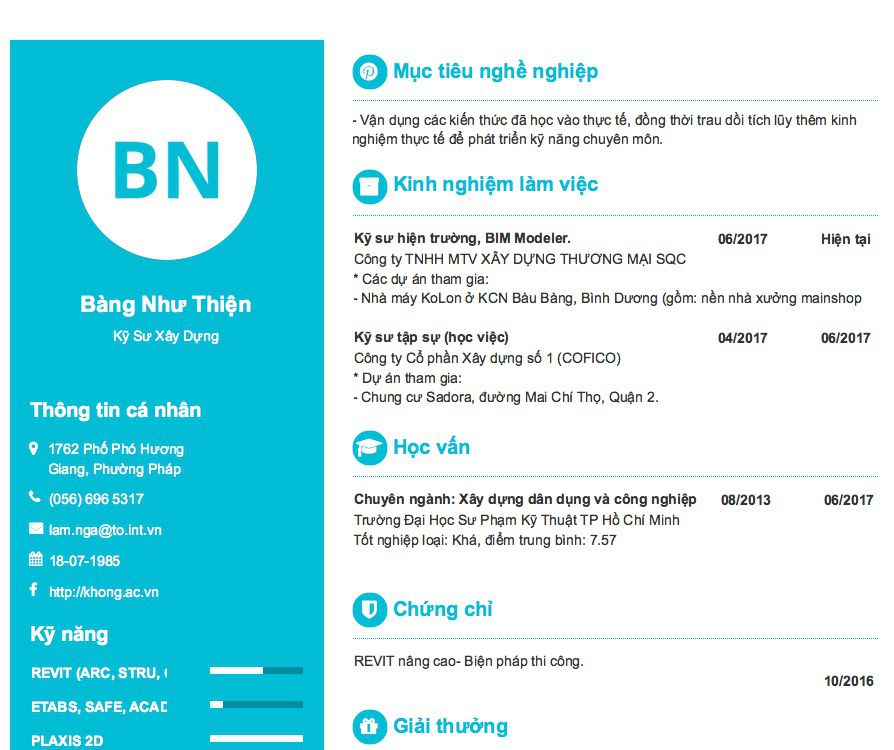 BN
Bàng Như Thiện
Kỹ Sư Xây Dựng
Thông tin cá nhân
1762 Phố Phó Hương
Giang, Phường Pháp
(056) 696 5317
lam.nga@to.int.vn
18-07-1985
http://khong.ac.vn
Kỹ năng
REVIT (ARC, STRU,
ETABS, SAFE, ACAD
PLAXIS 2D
Mục tiêu nghề nghiệp
- Vận dụng các kiến thức đã học vào thực tế, đồng thời trau dồi tích lũy thêm kinh
nghiệm thực tế để phát triển kỹ năng chuyên môn.
Kinh nghiệm làm việc
Kỹ sư hiện trường, BIM Modeler. 06/2017 Hiện tại
Công ty TNHH MTV XÂY DỰNG THƯƠNG MẠI SQC
* Các dự án tham gia:
- Nhà máy KoLon ở KCN Bàu Bàng, Bình Dương (gồm: nền nhà xưởng mainshop
Kỹ sư tập sự (học việc) 04/2017 06/2017
Công ty Cổ phần Xây dựng số 1 (COFICO)
* Dự án tham gia:
- Chung cư Sadora, đường Mai Chí Thọ, Quận 2.
Học vấn
Chuyên ngành: Xây dựng dân dụng và công nghiệp 08/2013 06/2017
Trường Đại Học Sư Phạm Kỹ Thuật TP Hồ Chí Minh
Tốt nghiệp loại: Khá, điểm trung bình: 7.57
Chứng chỉ
REVIT nâng cao- Biện pháp thi công.
10/2016
Giải thưởng